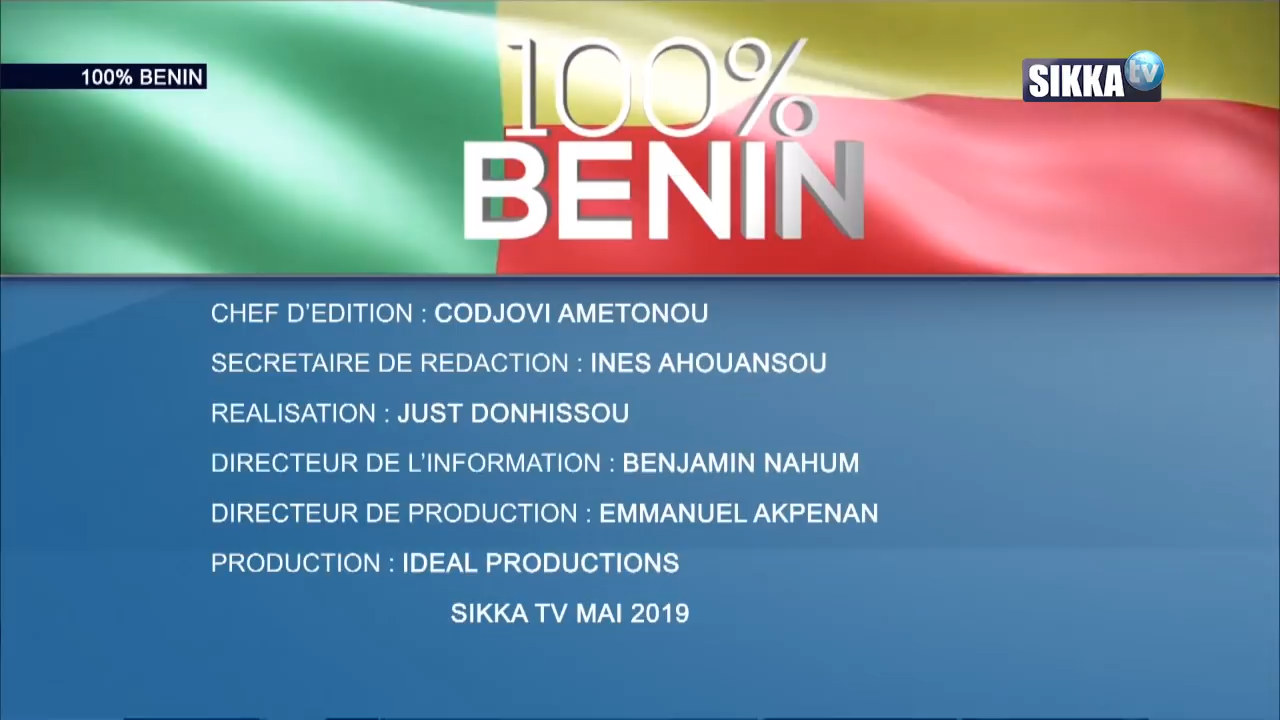 100% BENIN
SIKKA tv
100%
BENIN
CHEF D'EDITION : CODJOVI AMETONOU
SECRETAIRE DE REDACTION : INES AHOUANSOU
REALISATION : JUST DONHISSOU
DIRECTEUR DE L'INFORMATION : BENJAMIN NAHUM
DIRECTEUR DE PRODUCTION : EMMANUEL AKPENAN
PRODUCTION : IDEAL PRODUCTIONS
SIKKA TV MAI 2019